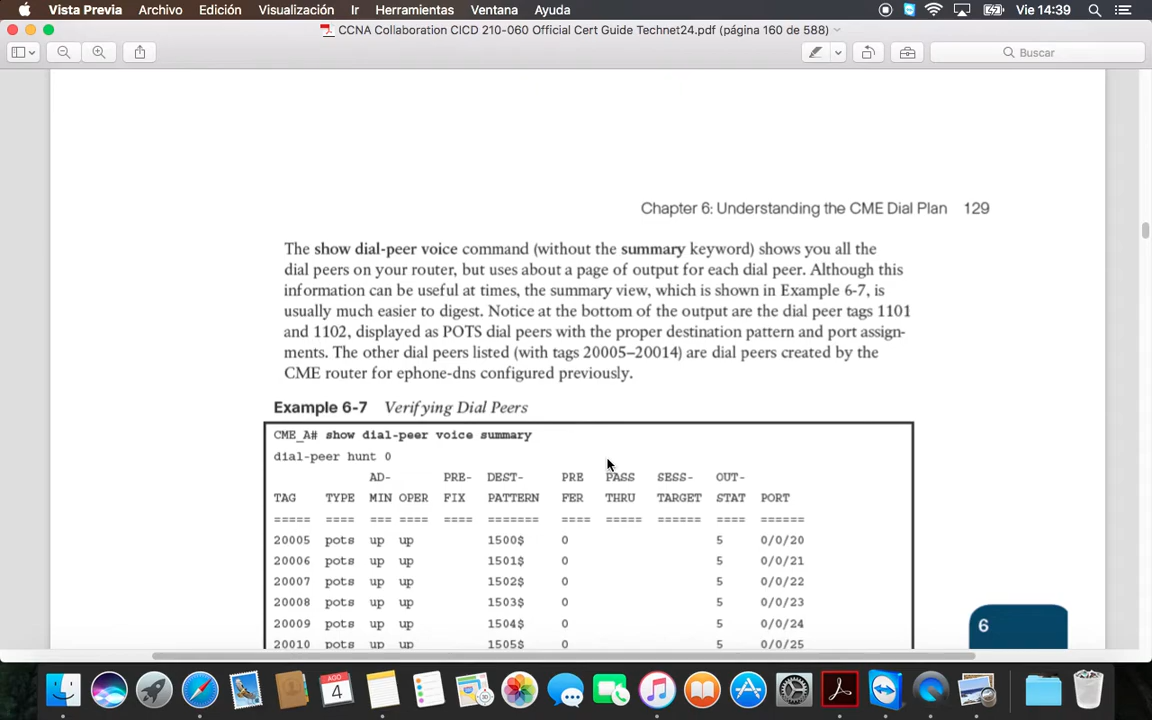 Vista Previa Archivo Edición Visualización Ir Herramientas Ventana Ayuda Vie 14:39
CCNA Collaboration CICD 210-060 Official Cert Guide Technet24.pdf (página 160 de 588)
Buscar
Chapter 6: Understanding the CME Dial Plan 129
The show dial-peer voice command (without the summary keyword) shows you all the
dial peers on your router, but uses about a page of output for each dial peer. Although this
information can be useful at times, the summary view, which is shown in Example 6-7, is
usually much easier to digest. Notice at the bottom of the output are the dial peer tags 1101
and 1102, displayed as POTS dial peers with the proper destination pattern and port assign-
ments. The other dial peers listed (with tags 20005–20014) are dial peers created by the
CME router for ephone-dns configured previously.
Example 6-7 Verifying Dial Peers
CME_A# show dial-peer voice summary
dial-peer hunt 0
AD- PRE- DEST- PRE PASS SESS- OUT-
TAG TYPE MIN OPER FIX PATTERN FER THRU TARGET STAT PORT
===== ==== === ==== ==== ======= ==== ===== ====== ==== ======
20005 pots up up 1500$ 0 5 0/0/20
20006 pots up up 1501$ 0 5 0/0/21
20007 pots up up 1502$ 0 5 0/0/22
20008 pots up up 1503$ 0 5 0/0/23
20009 pots up up 1504$ 0 5 0/0/24
20010 pots up up 1505$ 0 5 0/0/25
6
AGO
4
30